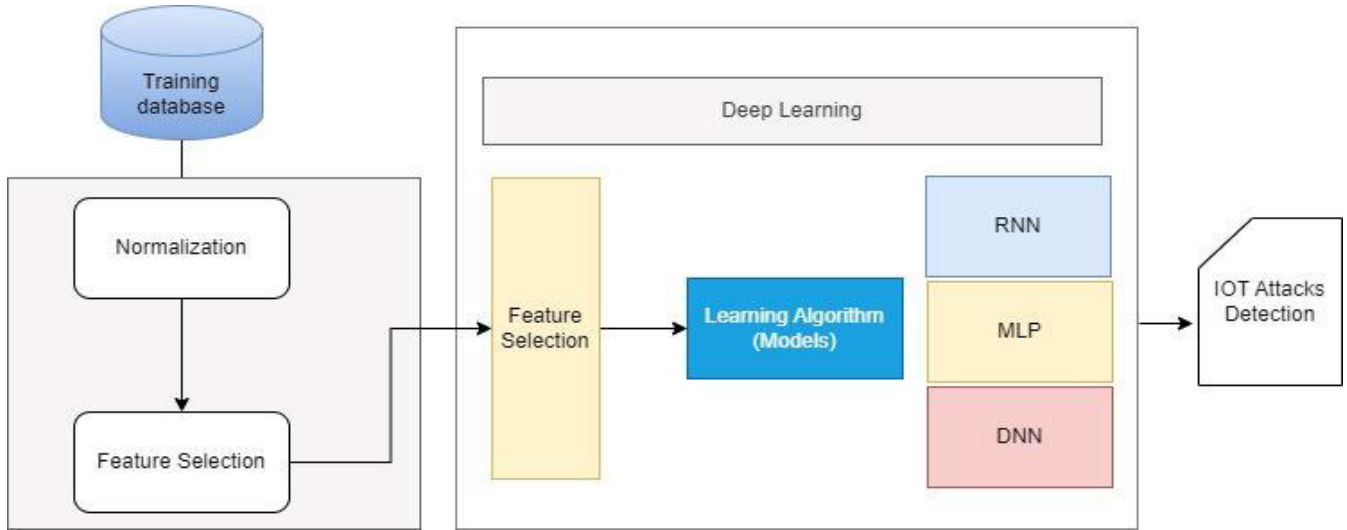 Training
database
Normalization
Feature Selection
Deep Learning
Feature
Selection
Learning Algorithm
(Models)
RNN
MLP
DNN
IOT Attacks
Detection